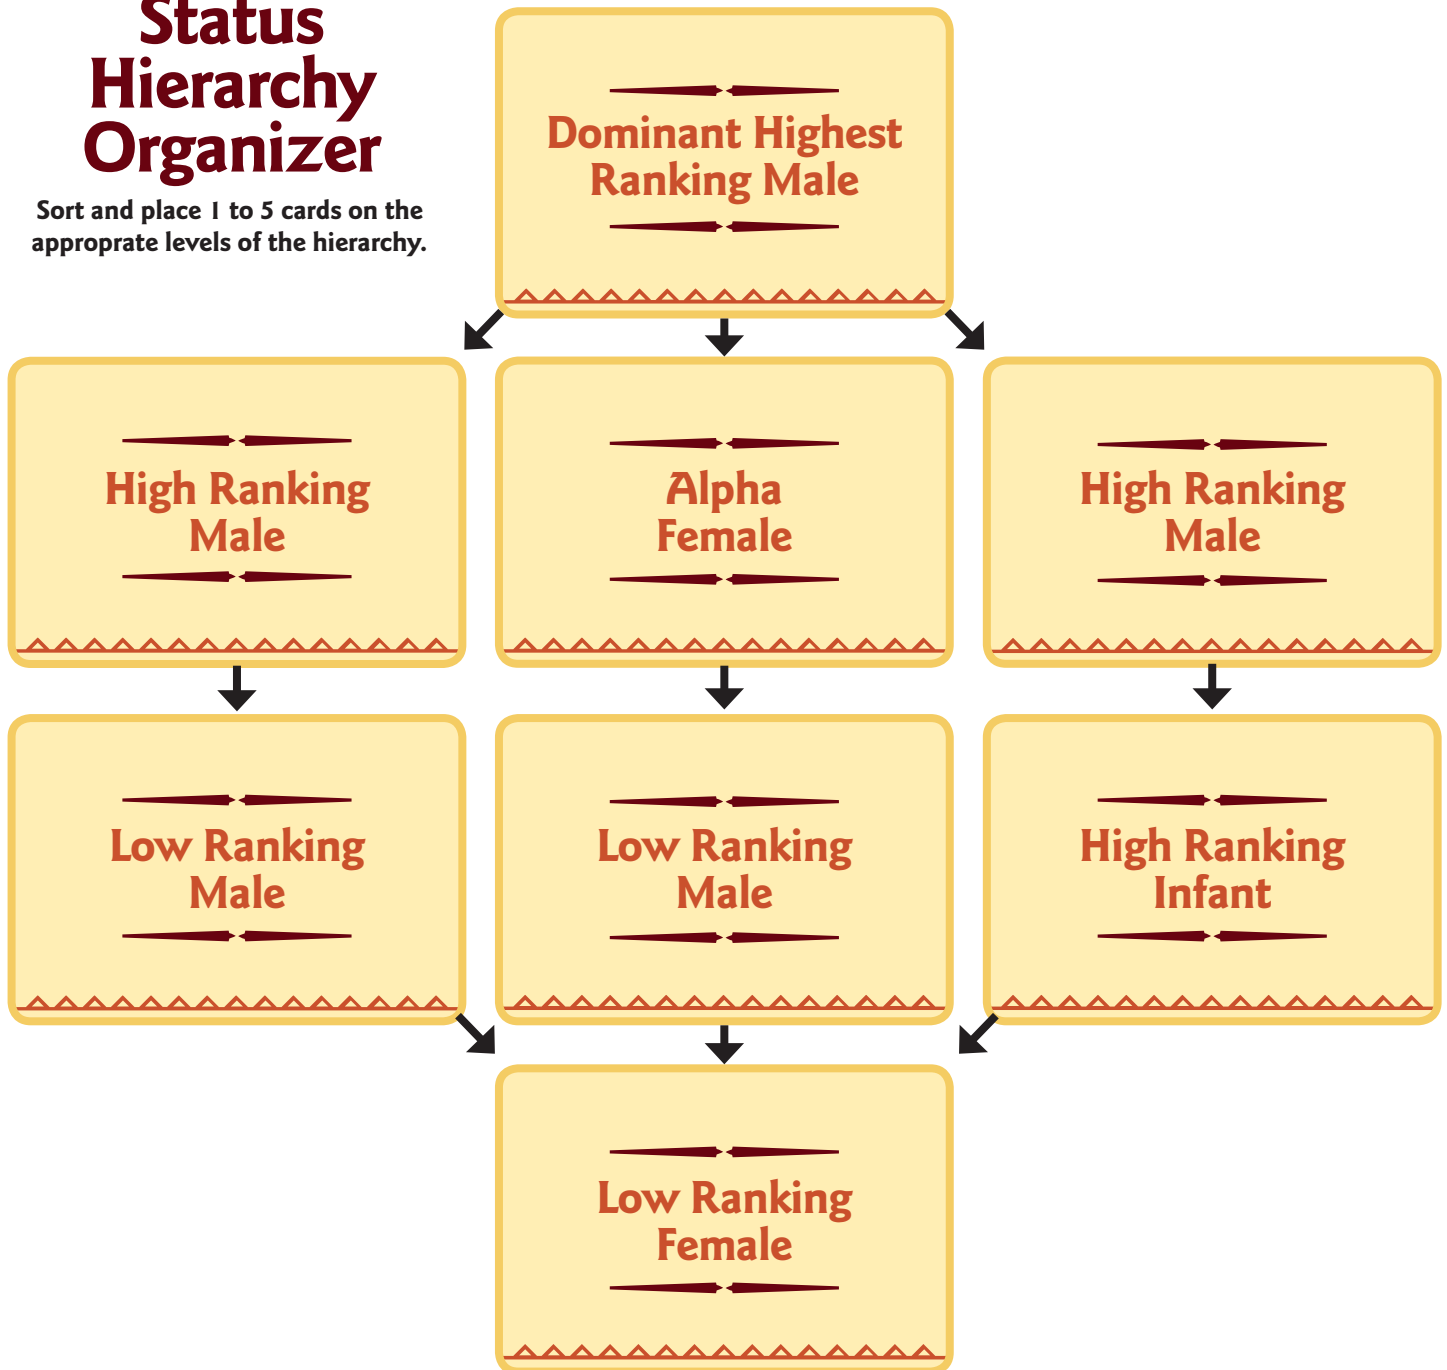 Status
Hierarchy
Organizer
Sort and place 1 to 5 cards on the
approprate levels of the hierarchy.
Dominant Highest
Ranking Male
High Ranking
Male
Alpha
Female
High Ranking
Male
Low Ranking
Male
Low Ranking
Male
High Ranking
Infant
Low Ranking
Female